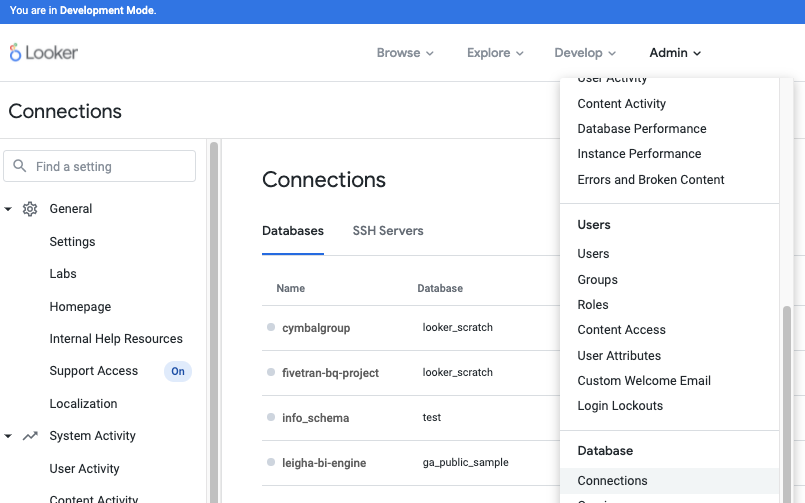 You are in Development Mode.
Looker
Browse
Explore
Develop
Admin
Connections
Find a setting
General
Settings
Labs
Homepage
Internal Help Resources
Support Access On
Localization
System Activity
User Activity
Content Activity
Connections
Databases
SSH Servers
Name Database
cymbalgroup looker_scratch
fivetran-bq-project looker_scratch
info_schema test
leigha-bi-engine ga_public_sample
User Activity
Content Activity
Database Performance
Instance Performance
Errors and Broken Content
Users
Users
Groups
Roles
Content Access
User Attributes
Custom Welcome Email
Login Lockouts
Database
Connections